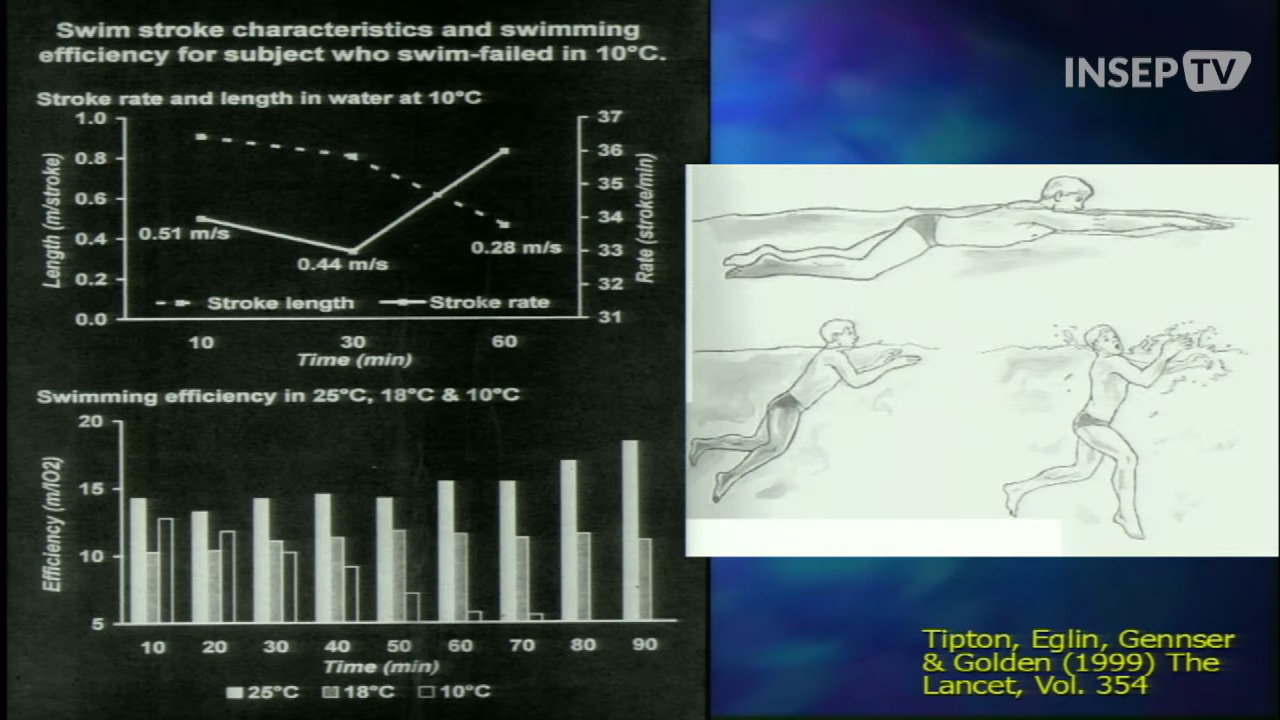 Swim stroke characteristics and swimming
efficiency for subject who swim-failed in 10°C.
INSEP TV
Stroke rate and length in water at 10°C
1.0
0.8
0.6
0.4
0.2
0.0
Length (m/stroke)
37
36
35
34
33
32
31
Rate (stroke/min)
0.51 m/s
0.44 m/s
0.28 m/s
Stroke length
Stroke rate
10 30 60
Time (min)
Swimming efficiency in 25°C, 18°C & 10°C
20
15
10
5
Efficiency (m/lO2)
10 20 30 40 50 60 70 80 90
Time (min)
25°C 18°C 10°C
Tipton, Eglin, Gennser
& Golden (1999) The
Lancet, Vol. 354